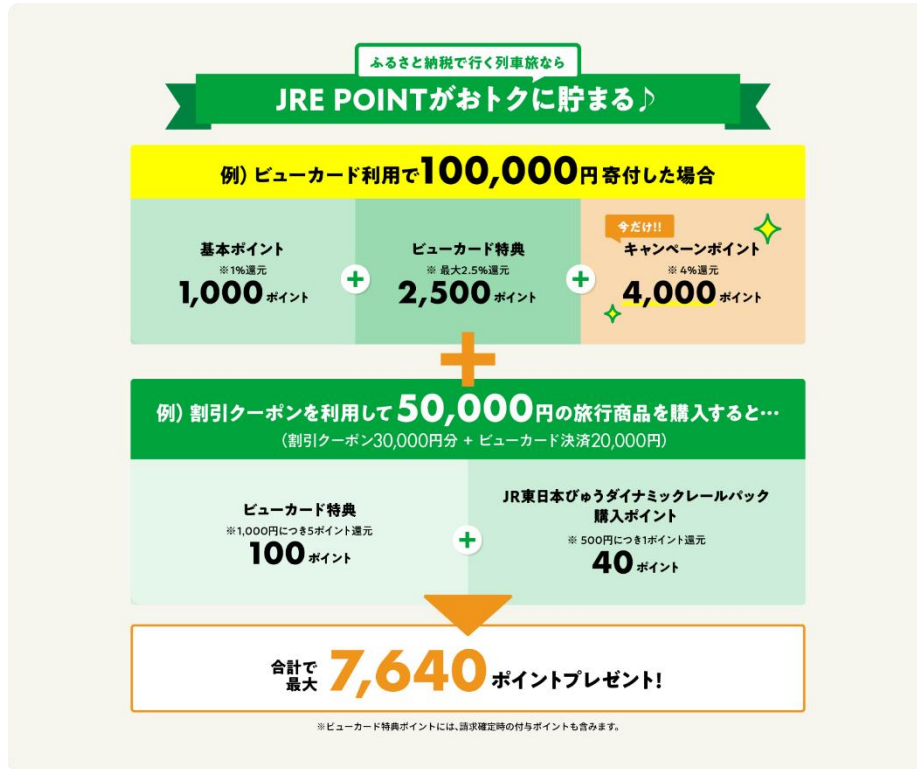 ふるさと納税で行く列車旅なら
JRE POINTがおトクに貯まる♪
例）ビューカード利用で100,000円寄付した場合
基本ポイント
※1%還元
1,000ポイント
+
ビューカード特典
※ 最大2.5%還元
2,500ポイント
+
今だけ!!
キャンペーンポイント
※ 4%還元
4,000ポイント
+
例）割引クーポンを利用して50,000円の旅行商品を購入すると…
（割引クーポン30,000円分 + ビューカード決済20,000円）
ビューカード特典
※1,000円につき5ポイント還元
100ポイント
+
JR東日本びゅうダイナミックレールパック
購入ポイント
※ 500円につき1ポイント還元
40ポイント
合計で
最大
7,640ポイントプレゼント!
※ビューカード特典ポイントには、請求確定時の付与ポイントも含みます。